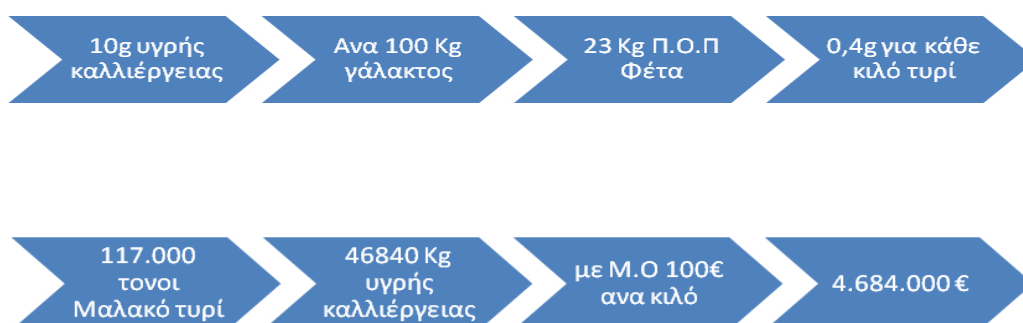 10g υγρής
καλλιέργειας
Ανα 100 Kg
γάλακτος
23 Kg Π.Ο.Π
Φέτα
0,4g για κάθε
κιλό τυρί
117.000
τονοι
Μαλακό τυρί
46840 Kg
υγρής
καλλιέργειας
με Μ.Ο 100€
ανα κιλό
4.684.000 €